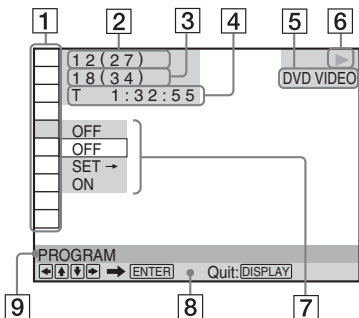 1 2 3 4 5 6
12(27)
18(34)
T 1:32:55
DVD VIDEO
OFF
OFF
SET →
ON
PROGRAM
← ↑ ↓ → ➡ ENTER Quit: DISPLAY
9 8 7